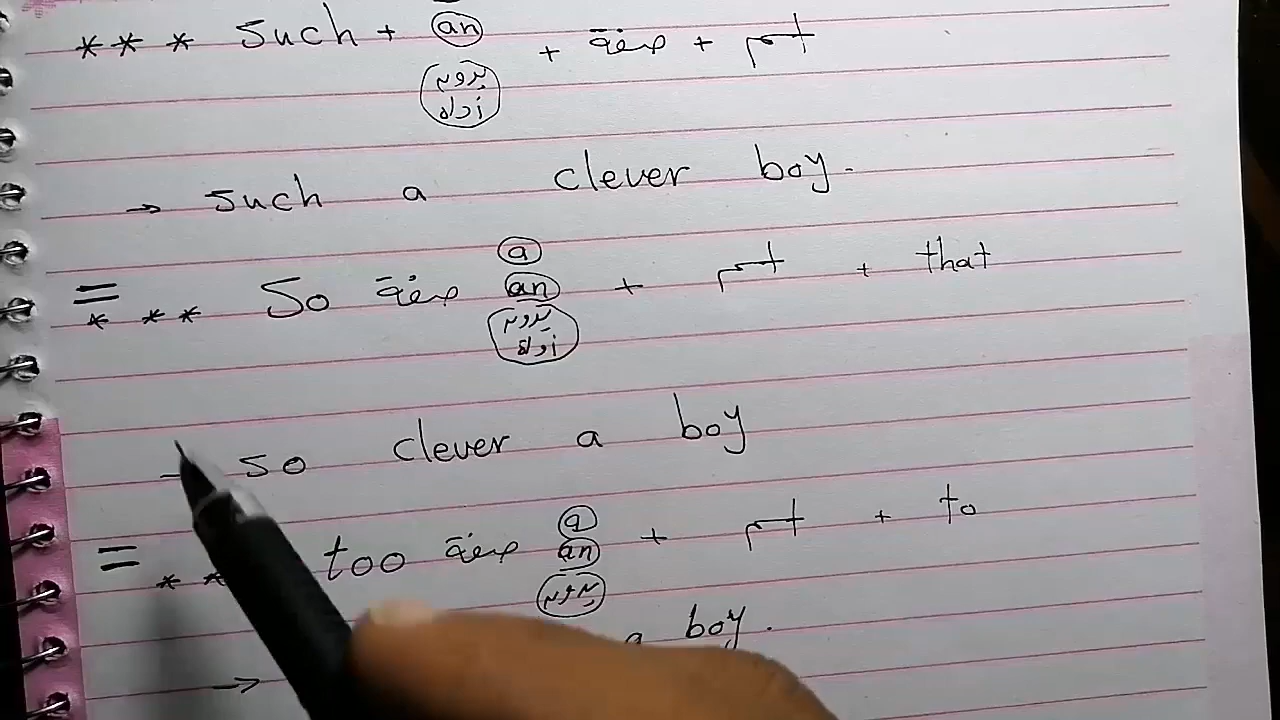 *** such + an + صفة + اسم
بدون
أداه
→ such a clever boy.
a
= *** So صفة an + اسم + that
بدون
أداة
→ so clever a boy
a
= ** too صفة an + اسم + to
بدون
→ a boy.